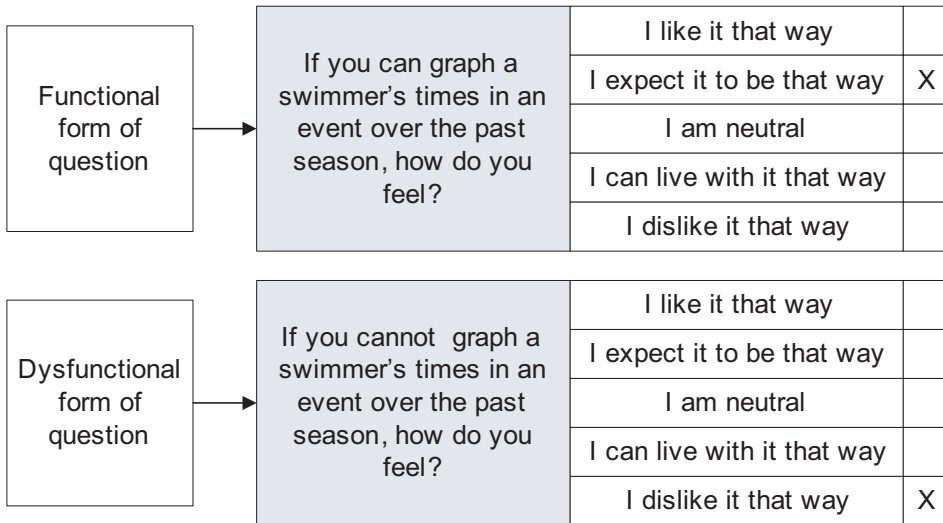 Functional
form of
question
If you can graph a
swimmer's times in an
event over the past
season, how do you
feel?
I like it that way
I expect it to be that way X
I am neutral
I can live with it that way
I dislike it that way
Dysfunctional
form of
question
If you cannot graph a
swimmer's times in an
event over the past
season, how do you
feel?
I like it that way
I expect it to be that way
I am neutral
I can live with it that way
I dislike it that way X